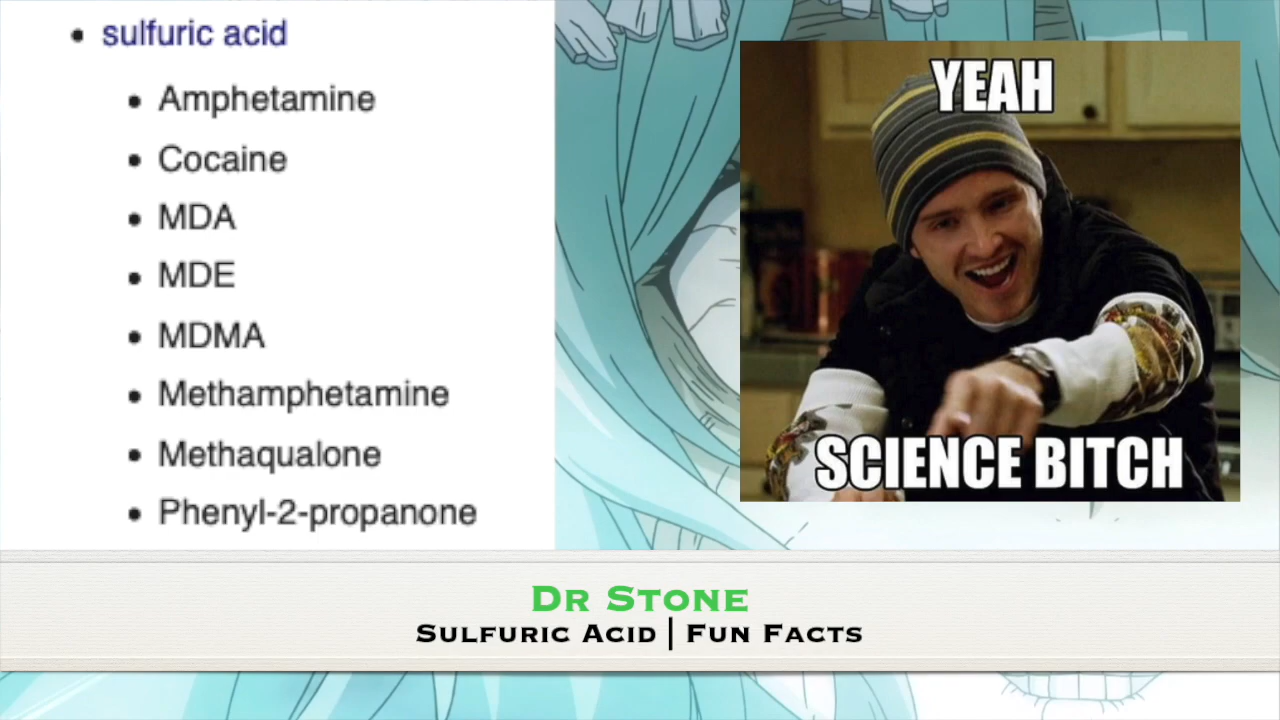 sulfuric acid
Amphetamine
Cocaine
MDA
MDE
MDMA
Methamphetamine
Methaqualone
Phenyl-2-propanone
YEAH
SCIENCE BITCH
Dr Stone
Sulfuric Acid | Fun Facts